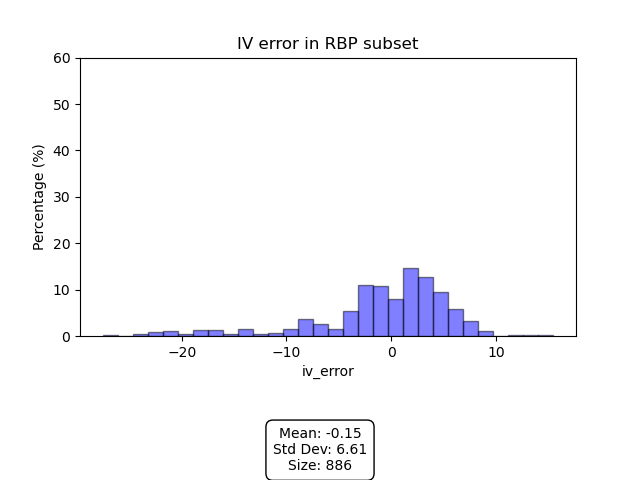 IV error in RBP subset
60
50
40
30
20
10
0
Percentage (%)
−20
−10
0
10
iv_error
Mean: -0.15
Std Dev: 6.61
Size: 886